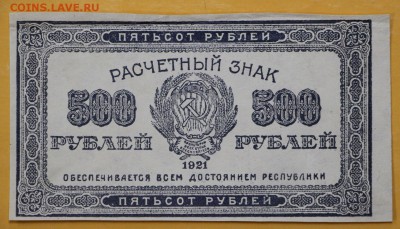 COINS.LAVE.RU
ПЯТЬСОТ РУБЛЕЙ
РАСЧЕТНЫЙ ЗНАК
500 500
РУБЛЕЙ РУБЛЕЙ
1921
ОБЕСПЕЧИВАЕТСЯ ВСЕМ ДОСТОЯНИЕМ РЕСПУБЛИКИ
ПЯТЬСОТ РУБЛЕЙ